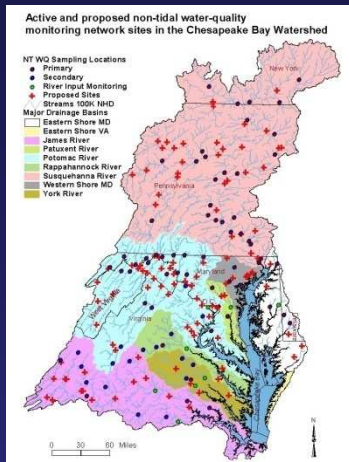 Active and proposed non-tidal water-quality
monitoring network sites in the Chesapeake Bay Watershed
NT WQ Sampling Locations
Primary
Secondary
River Input Monitoring
Proposed Sites
Streams 100K NHD
Major Drainage Basins
Eastern Shore MD
Eastern Shore VA
James River
Patuxent River
Potomac River
Rappahannock River
Susquehanna River
Western Shore MD
York River
New York
Pennsylvania
Maryland
West Virginia
Virginia
0 30 60 Miles
N